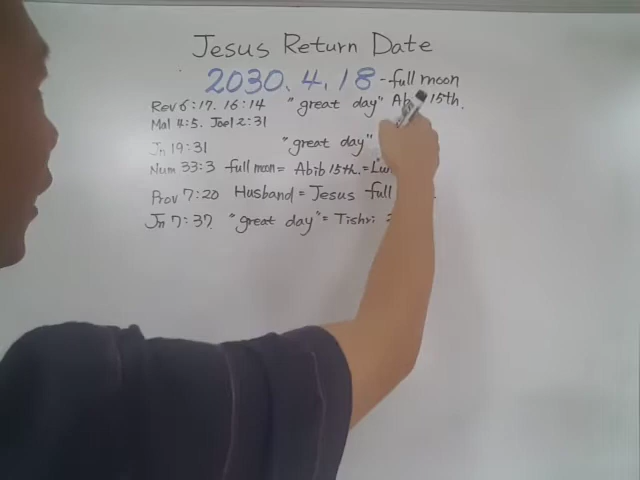 Jesus Return Date
2030.4.18 - full moon
Rev 6:17. 16:14 "great day" Abib 15th.
Mal 4:5. Joel 2:31
Jn 19:31 "great day"
Num 33:3 full moon = Abib 15th. =
Prov 7:20 Husband = Jesus full
Jn 7:37 "great day" = Tishri